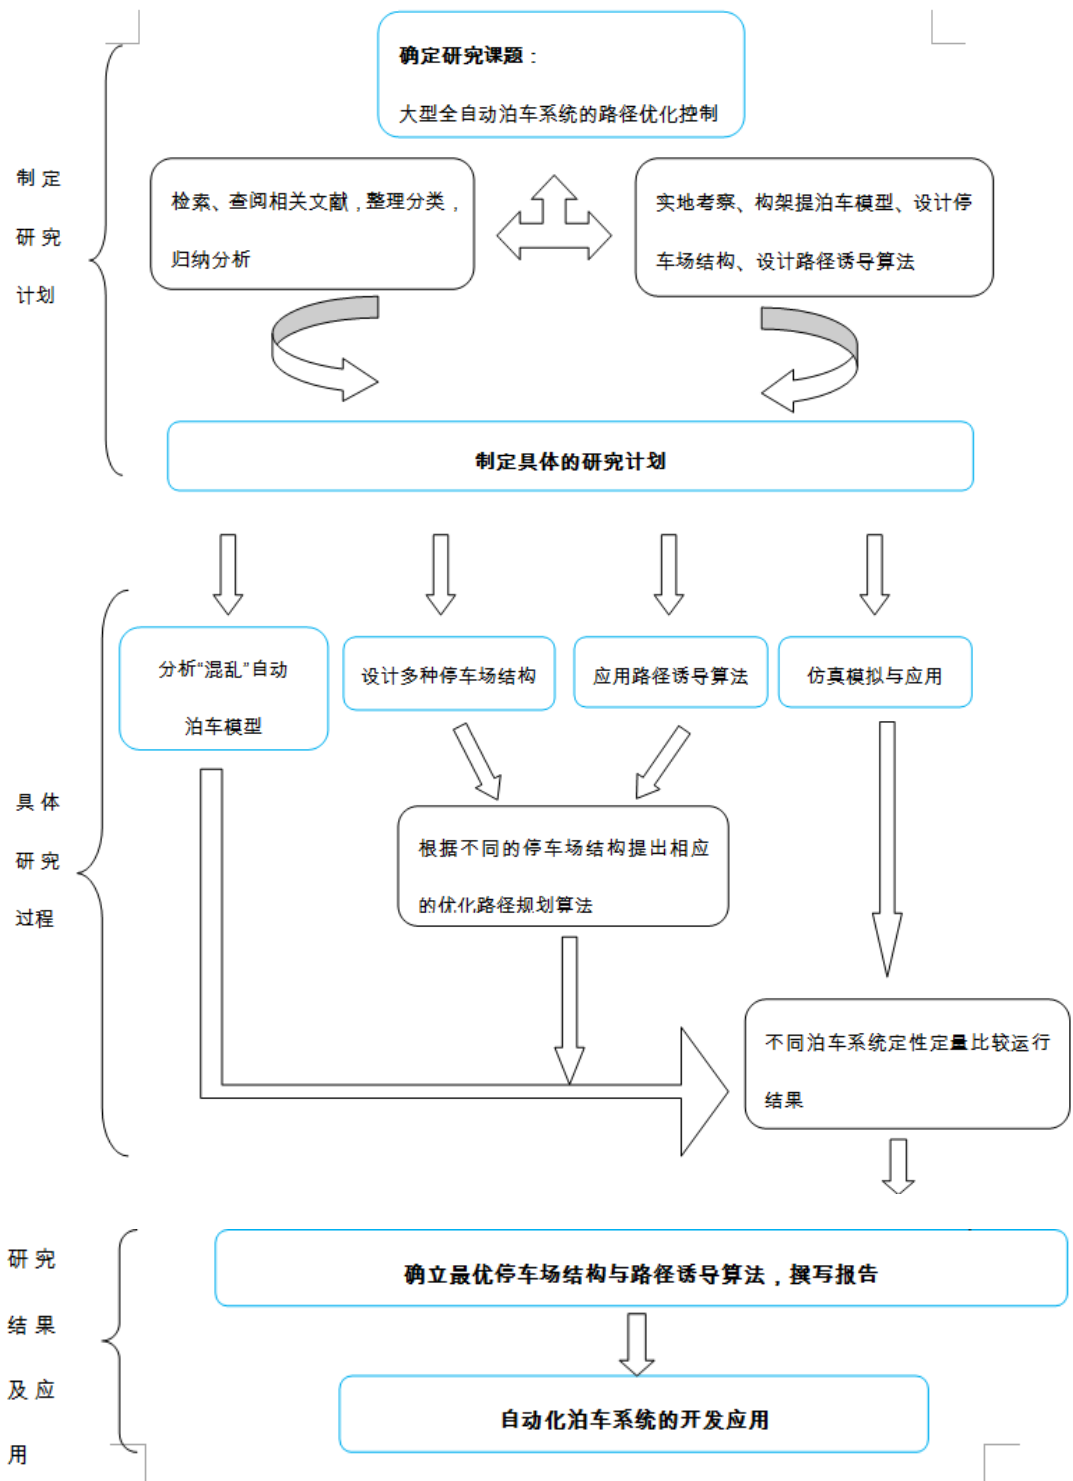 确定研究课题：
大型全自动泊车系统的路径优化控制
制定
研究
计划
检索、查阅相关文献，整理分类，
归纳分析
实地考察、构架提泊车模型、设计停
车场结构、设计路径诱导算法
制定具体的研究计划
分析“混乱”自动
泊车模型
设计多种停车场结构
应用路径诱导算法
仿真模拟与应用
具体
研究
过程
根据不同的停车场结构提出相应
的优化路径规划算法
不同泊车系统定性定量比较运行
结果
研究
结果
及应
用
确立最优停车场结构与路径诱导算法，撰写报告
自动化泊车系统的开发应用